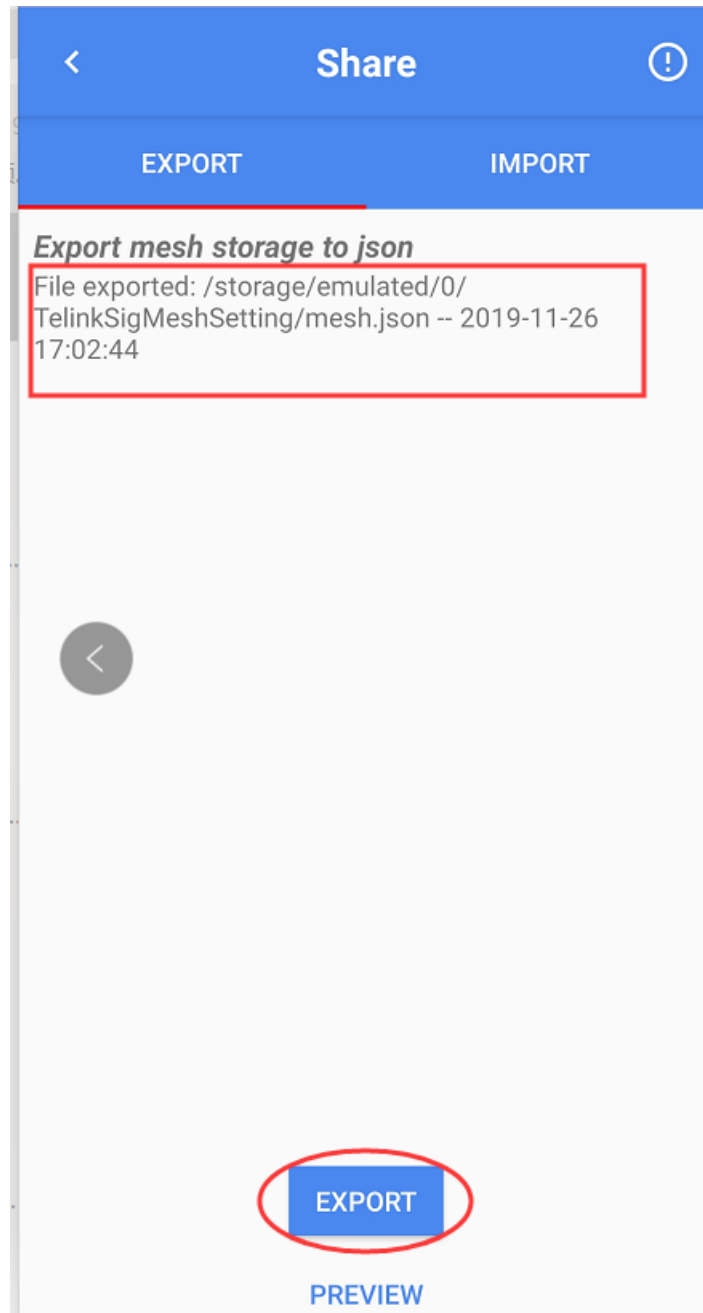 Share
EXPORT
IMPORT
Export mesh storage to json
File exported: /storage/emulated/0/
TelinkSigMeshSetting/mesh.json -- 2019-11-26
17:02:44
EXPORT
PREVIEW